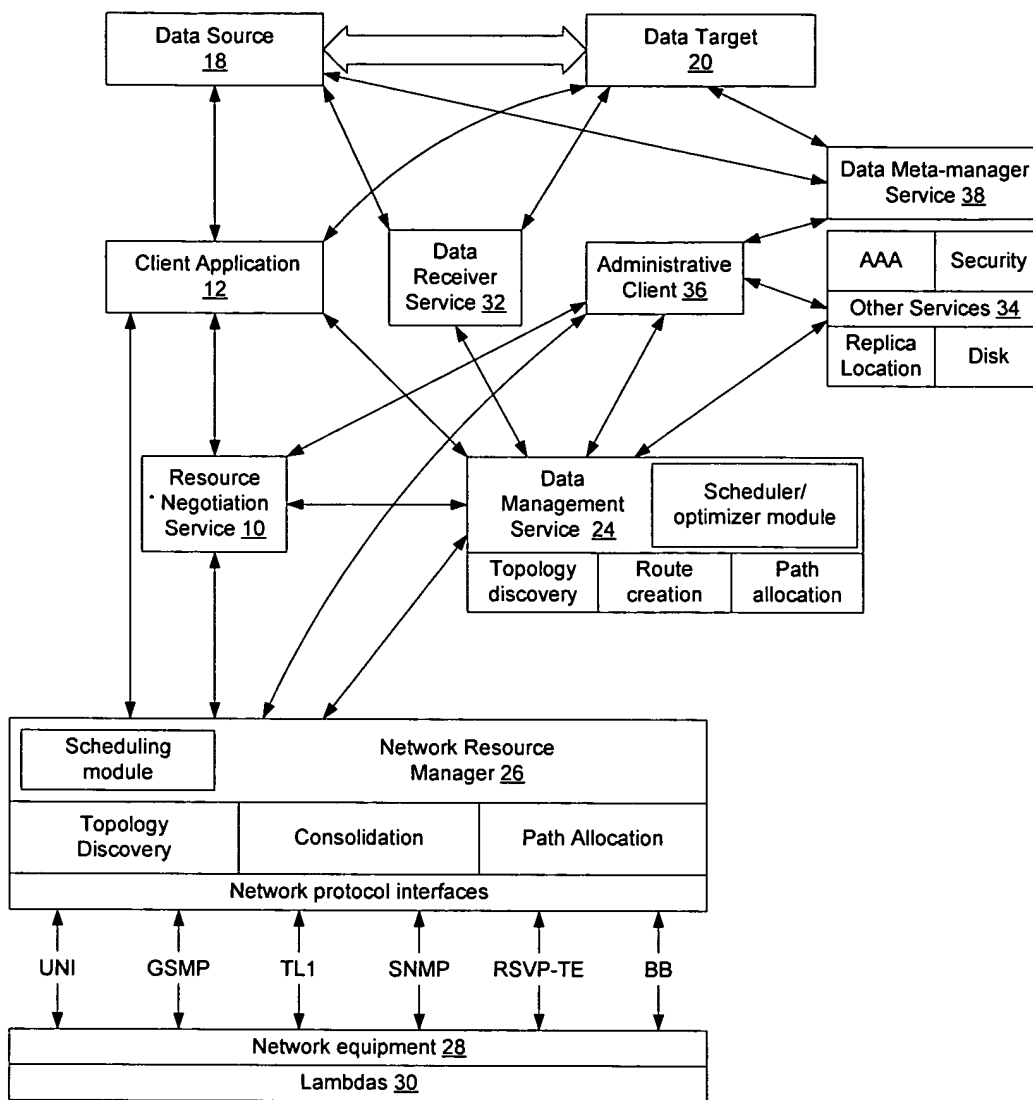 Data Source
18
Data Target
20
Data Meta-manager
Service 38
Client Application
12
Data
Receiver
Service 32
Administrative
Client 36
AAA
Security
Other Services 34
Replica
Location
Disk
Resource
Negotiation
Service 10
Data
Management
Service 24
Scheduler/
optimizer module
Topology
discovery
Route
creation
Path
allocation
Scheduling
module
Network Resource
Manager 26
Topology
Discovery
Consolidation
Path Allocation
Network protocol interfaces
UNI
GSMP
TL1
SNMP
RSVP-TE
BB
Network equipment 28
Lambdas 30